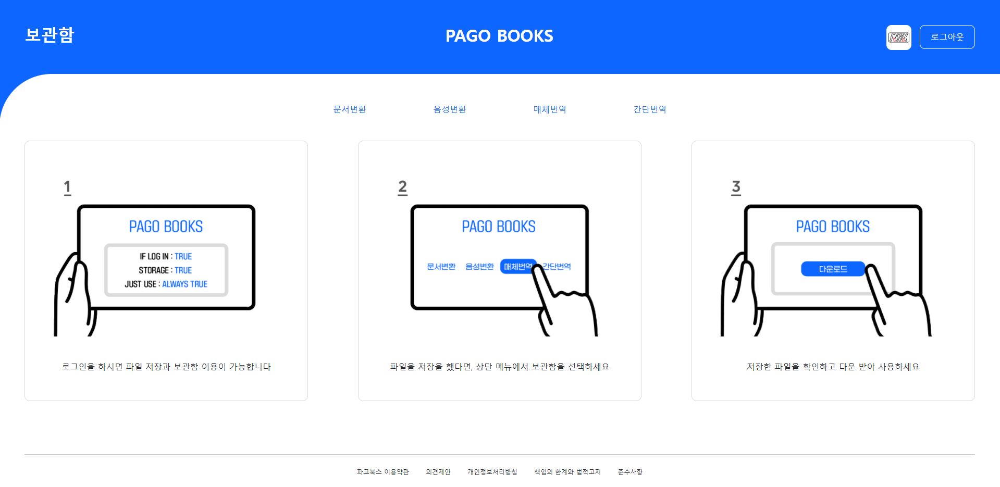 보관함
PAGO BOOKS
로그아웃
문서변환 음성변환 매체번역 간단번역
1
PAGO BOOKS
IF LOG IN : TRUE
STORAGE : TRUE
JUST USE : ALWAYS TRUE
로그인을 하시면 파일 저장과 보관함 이용이 가능합니다
2
PAGO BOOKS
문서변환 음성변환 매체번역 간단번역
파일을 저장을 했다면, 상단 메뉴에서 보관함을 선택하세요
3
PAGO BOOKS
다운로드
저장한 파일을 확인하고 다운 받아 사용하세요
파고북스 이용약관 의견제안 개인정보처리방침 책임의 한계와 법적고지 준수사항